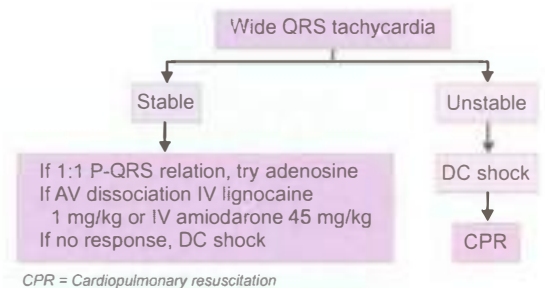 Wide QRS tachycardia
Stable
Unstable
If 1:1 P-QRS relation, try adenosine
If AV dissociation IV lignocaine
1 mg/kg or IV amiodarone 45 mg/kg
If no response, DC shock
DC shock
CPR
CPR = Cardiopulmonary resuscitation